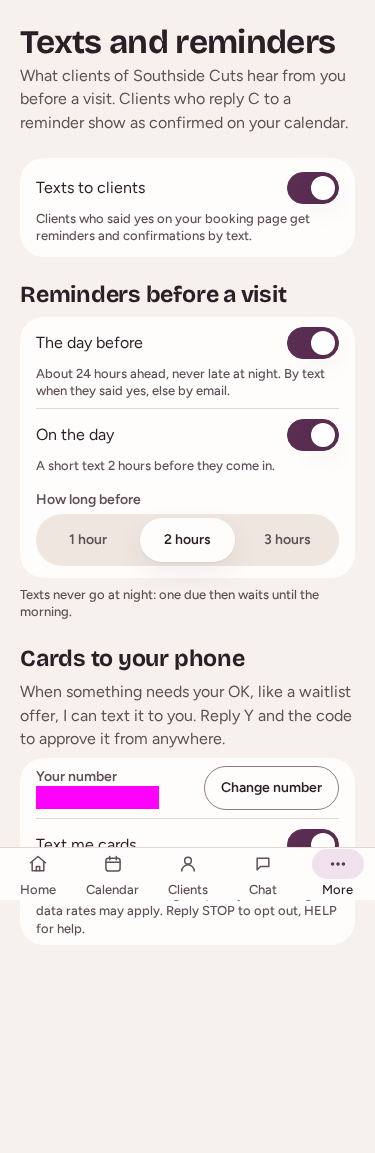 Texts and reminders
What clients of Southside Cuts hear from you
before a visit. Clients who reply C to a
reminder show as confirmed on your calendar.
Texts to clients
Clients who said yes on your booking page get
reminders and confirmations by text.
Reminders before a visit
The day before
About 24 hours ahead, never late at night. By text
when they said yes, else by email.
On the day
A short text 2 hours before they come in.
How long before
1 hour 2 hours 3 hours
Texts never go at night: one due then waits until the
morning.
Cards to your phone
When something needs your OK, like a waitlist
offer, I can text it to you. Reply Y and the code
to approve it from anywhere.
Your number
Change number
Text me cards
Home Calendar Clients Chat More
data rates may apply. Reply STOP to opt out, HELP
for help.